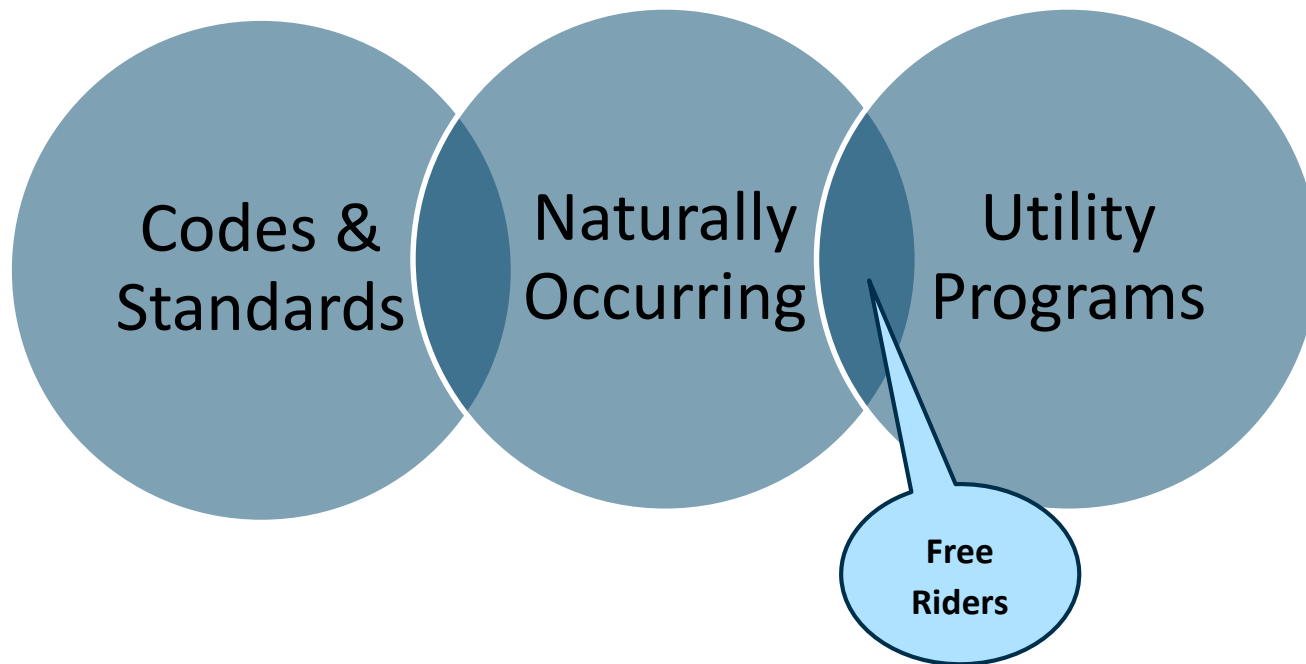 Codes &
Standards
Naturally
Occurring
Utility
Programs
Free
Riders